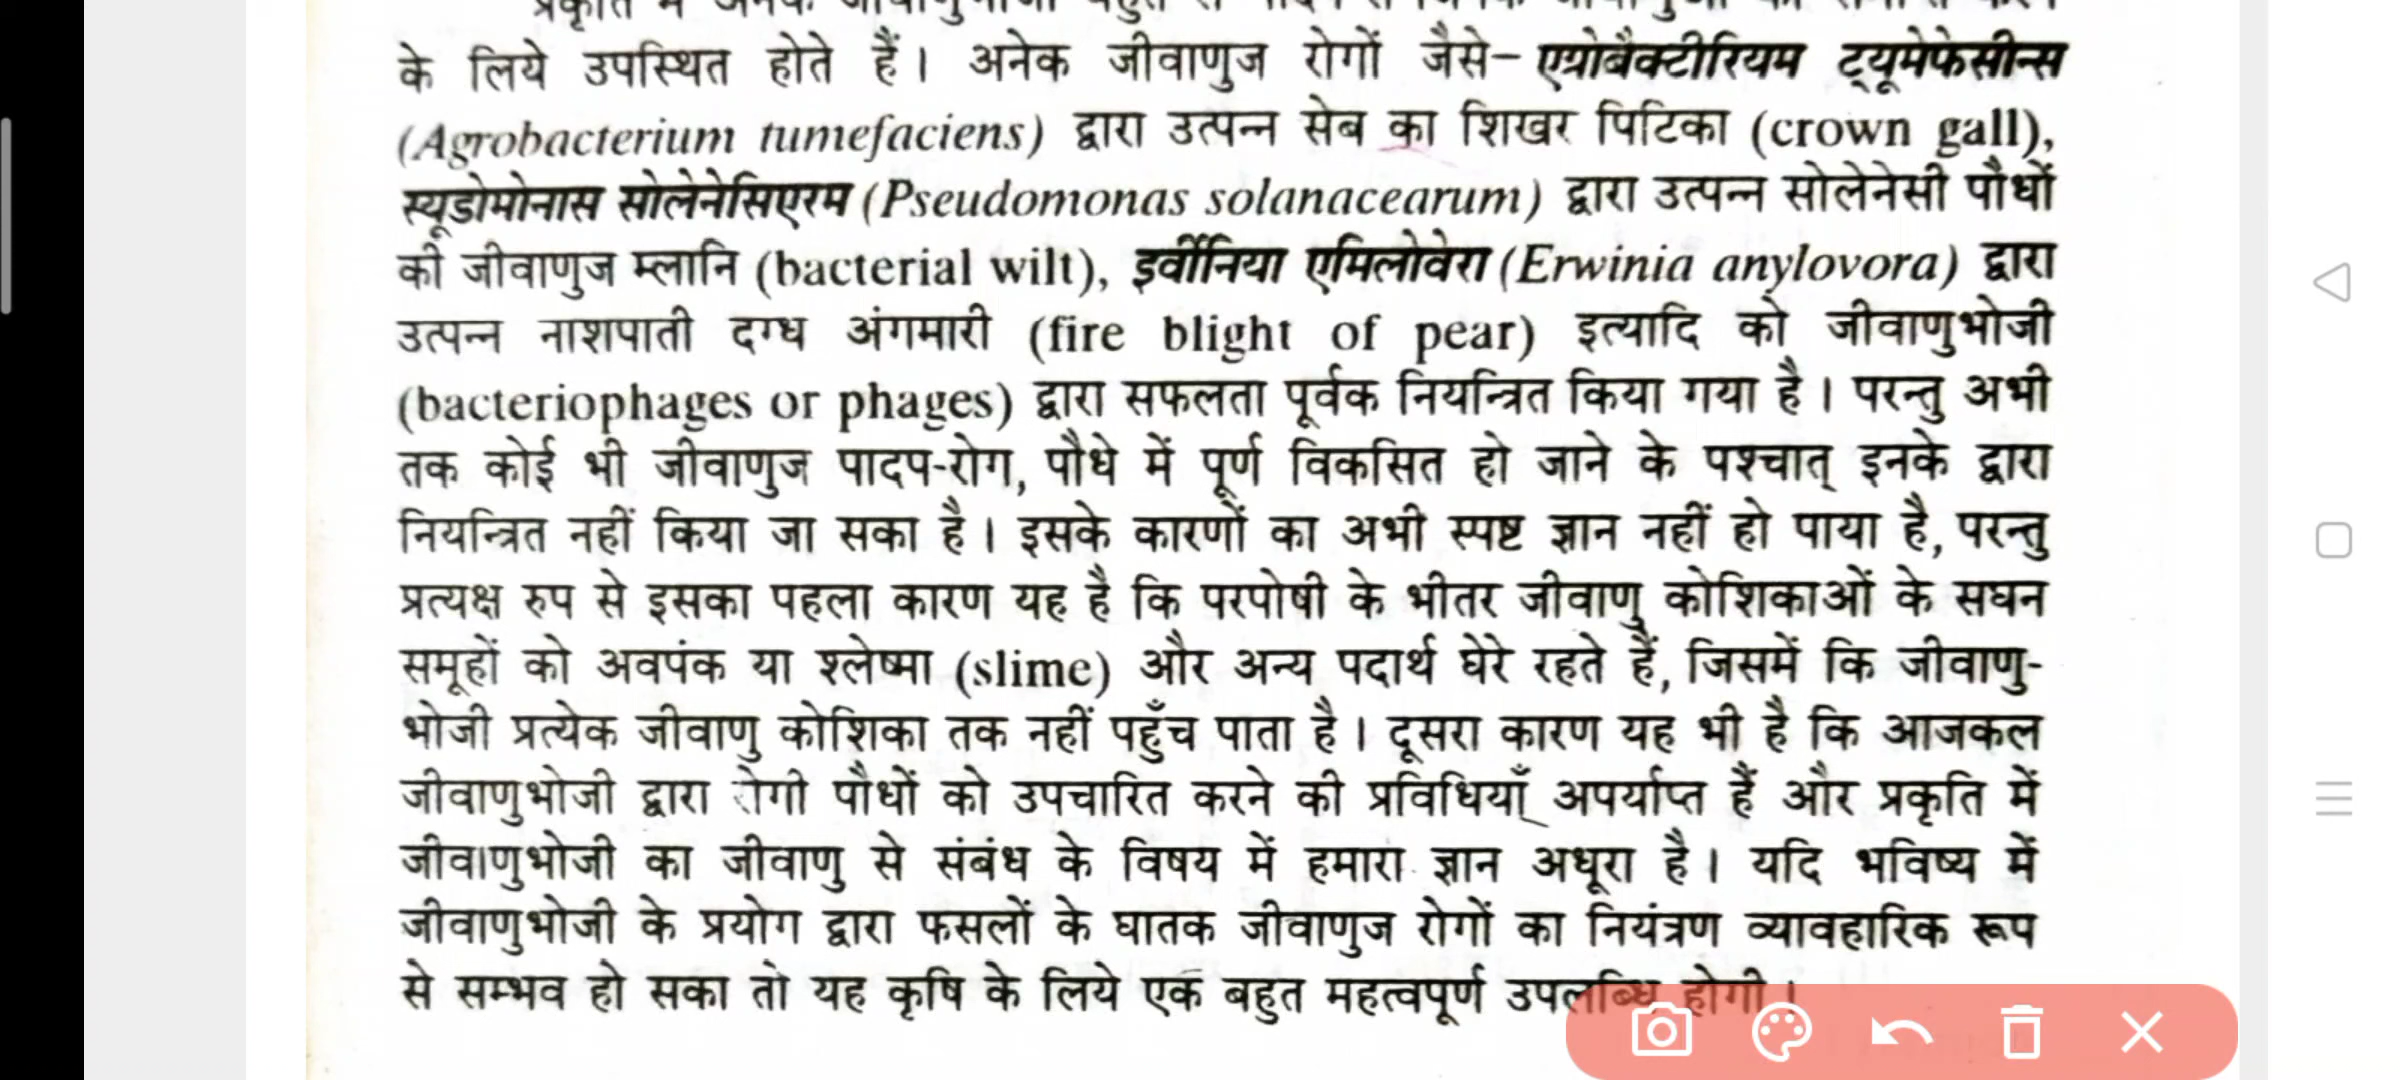 के लिये उपस्थित होते हैं। अनेक जीवाणुज रोगों जैसे– एग्रोबैक्टीरियम ट्यूमेफेसीन्स
(Agrobacterium tumefaciens) द्वारा उत्पन्न सेब का शिखर पिटिका (crown gall),
स्यूडोमोनास सोलेनेसिएरम (Pseudomonas solanacearum) द्वारा उत्पन्न सोलेनेसी पौधों
की जीवाणुज म्लानि (bacterial wilt), इर्वीनिया एमिलोवेरा (Erwinia anylovora) द्वारा
उत्पन्न नाशपाती दग्ध अंगमारी (fire blight of pear) इत्यादि को जीवाणुभोजी
(bacteriophages or phages) द्वारा सफलता पूर्वक नियन्त्रित किया गया है। परन्तु अभी
तक कोई भी जीवाणुज पादप-रोग, पौधे में पूर्ण विकसित हो जाने के पश्चात् इनके द्वारा
नियन्त्रित नहीं किया जा सका है। इसके कारणों का अभी स्पष्ट ज्ञान नहीं हो पाया है, परन्तु
प्रत्यक्ष रुप से इसका पहला कारण यह है कि परपोषी के भीतर जीवाणु कोशिकाओं के सघन
समूहों को अवपंक या श्लेष्मा (slime) और अन्य पदार्थ घेरे रहते हैं, जिसमें कि जीवाणु-
भोजी प्रत्येक जीवाणु कोशिका तक नहीं पहुँच पाता है। दूसरा कारण यह भी है कि आजकल
जीवाणुभोजी द्वारा रोगी पौधों को उपचारित करने की प्रविधियाँ अपर्याप्त हैं और प्रकृति में
जीवाणुभोजी का जीवाणु से संबंध के विषय में हमारा ज्ञान अधूरा है। यदि भविष्य में
जीवाणुभोजी के प्रयोग द्वारा फसलों के घातक जीवाणुज रोगों का नियंत्रण व्यावहारिक रूप
से सम्भव हो सका तो यह कृषि के लिये एक बहुत महत्वपूर्ण उपलब्धि होगी।